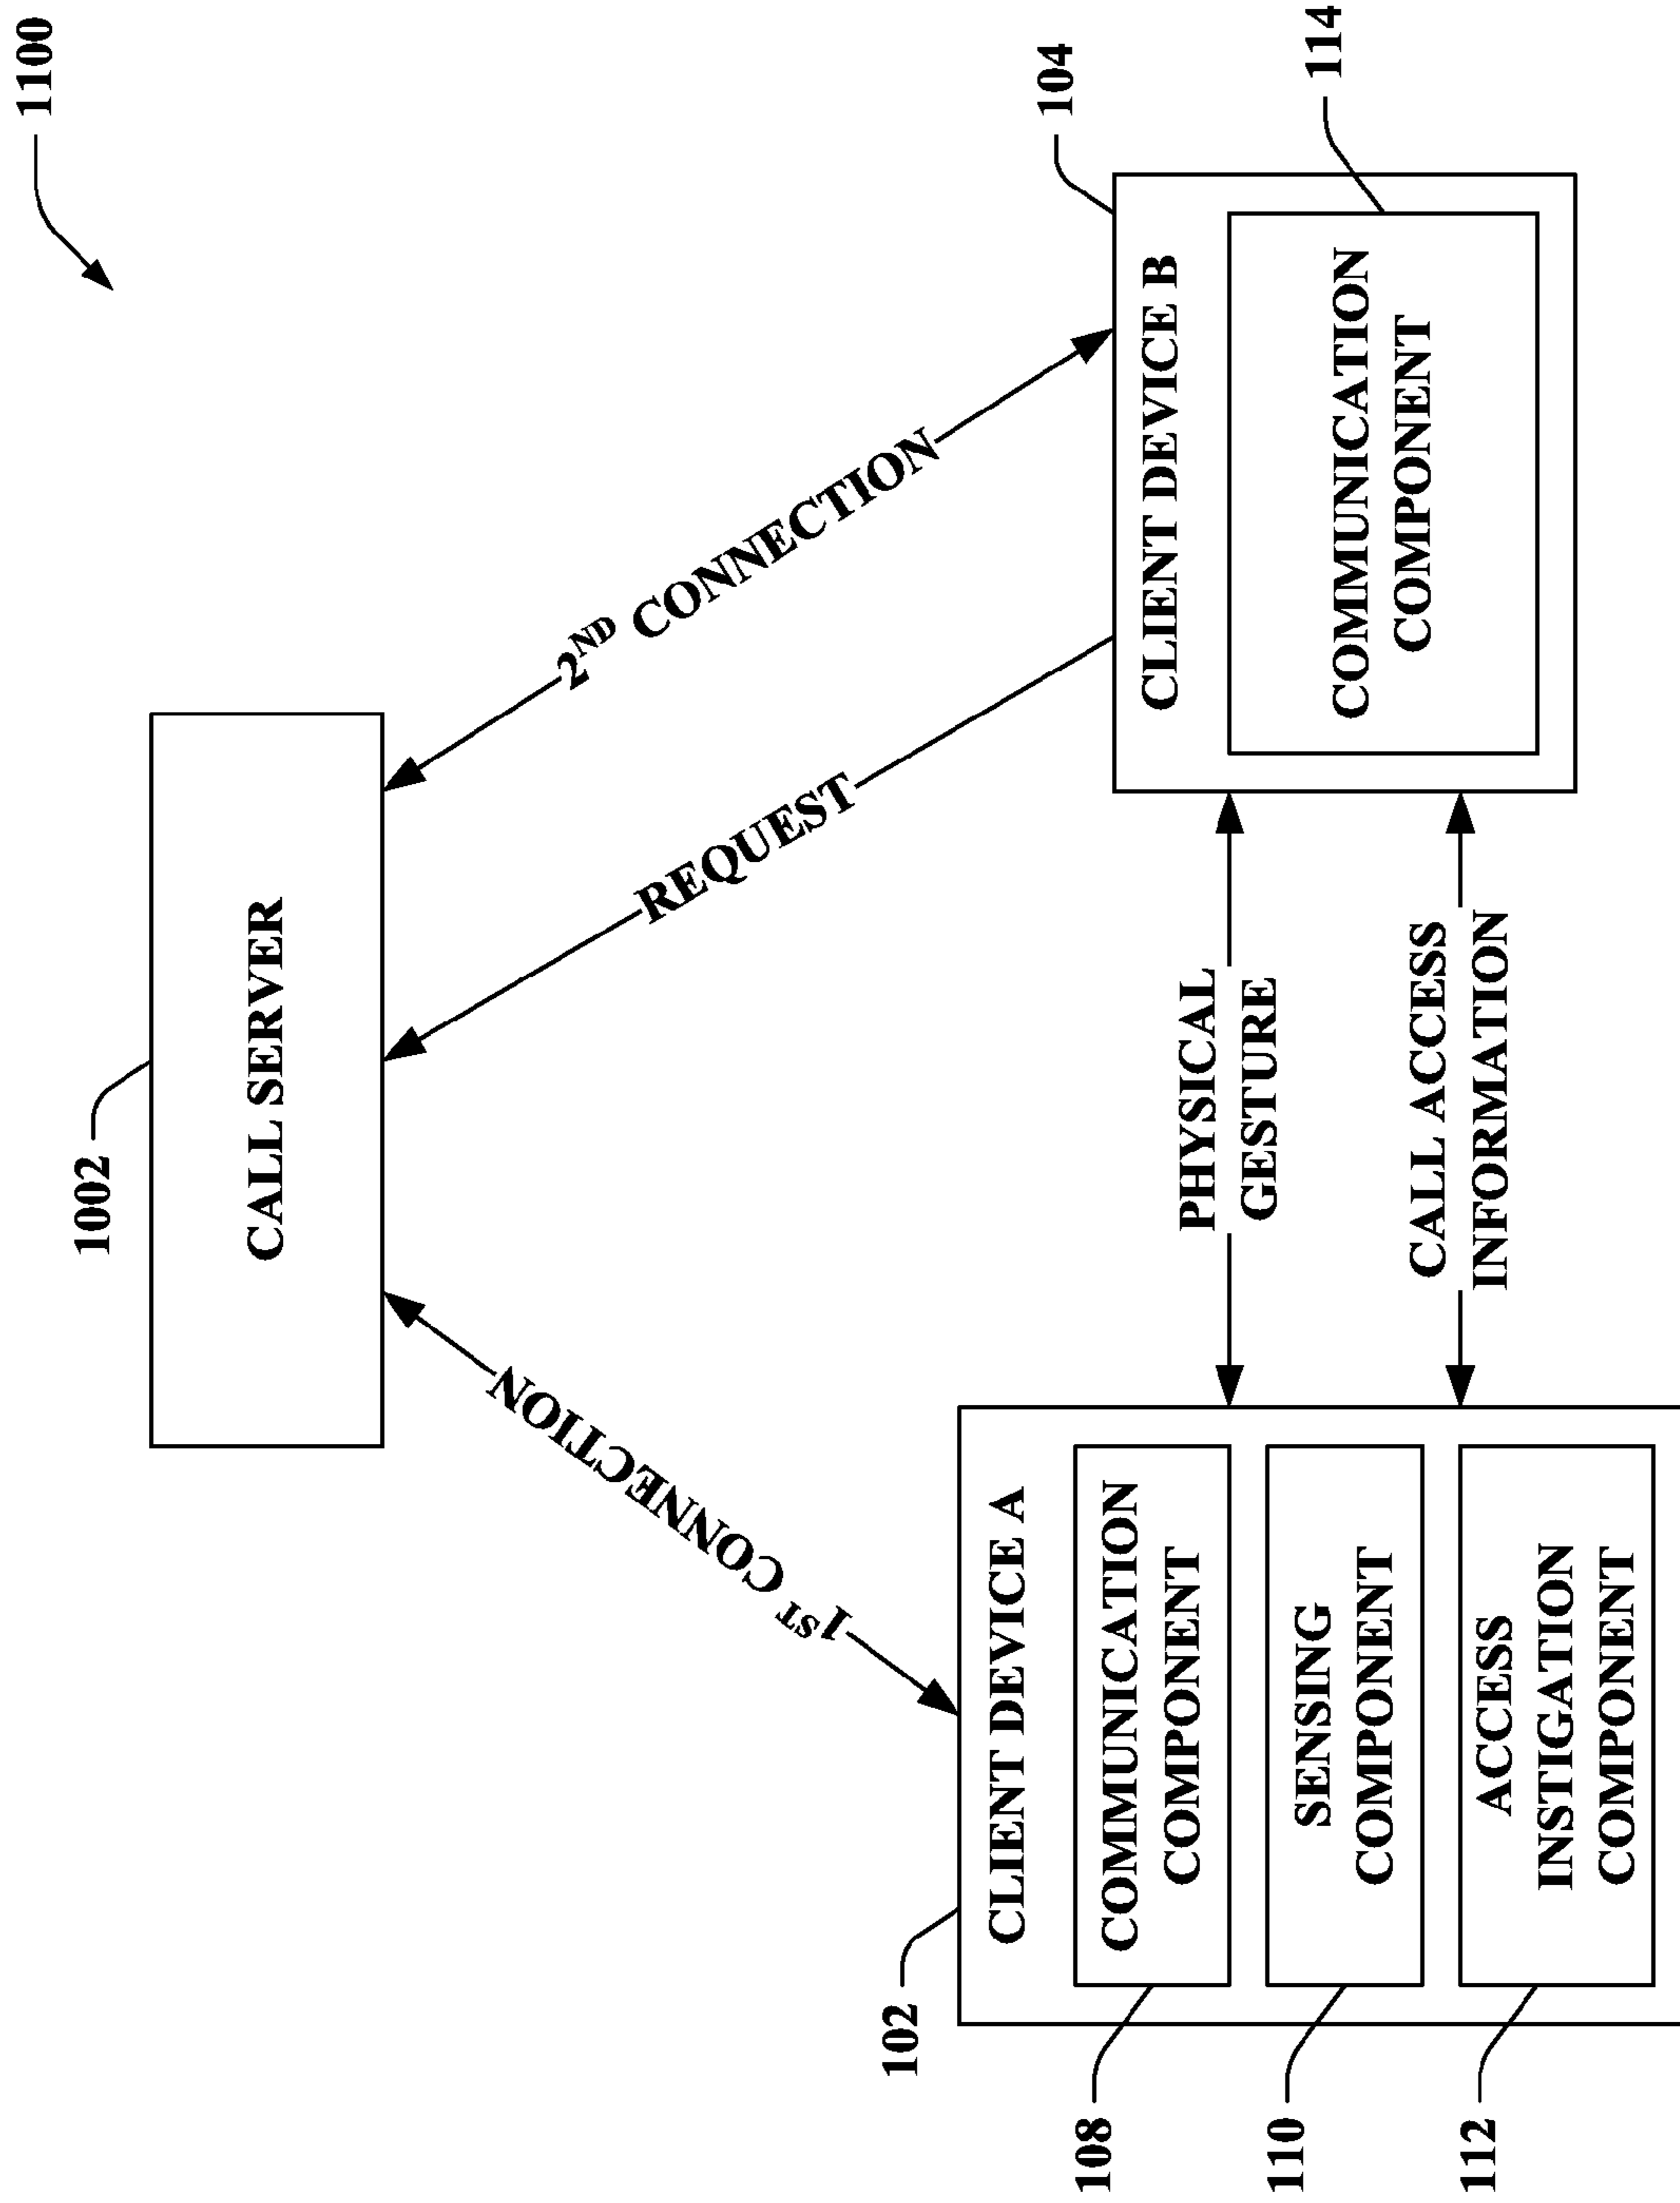 1100
1002
CALL SERVER
1ST CONNECTION
REQUEST
2ND CONNECTION
102
CLIENT DEVICE A
108
COMMUNICATION
COMPONENT
110
SENSING
COMPONENT
112
ACCESS
INSTIGATION
COMPONENT
PHYSICAL
GESTURE
CALL ACCESS
INFORMATION
104
CLIENT DEVICE B
114
COMMUNICATION
COMPONENT